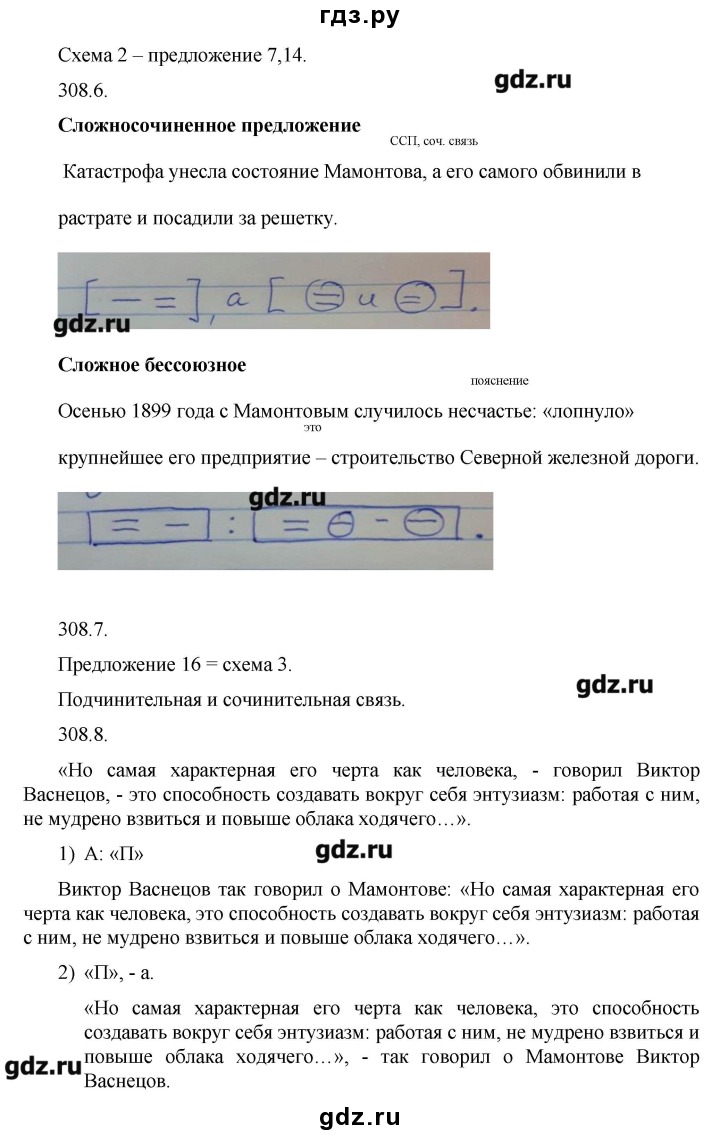 гдз.ру
Схема 2 – предложение 7,14.
gdz.ru
308.6.
Сложносочиненное предложение
ССП, соч. связь
Катастрофа унесла состояние Мамонтова, а его самого обвинили в
растрате и посадили за решетку.
[ — = ], а [ = и = ].
gdz.ru
Сложное бессоюзное
пояснение
Осенью 1899 года с Мамонтовым случилось несчастье: «лопнуло»
это
крупнейшее его предприятие – строительство Северной железной дороги.
gdz.ru
= – : = – .
308.7.
Предложение 16 = схема 3.
gdz.ru
Подчинительная и сочинительная связь.
308.8.
«Но самая характерная его черта как человека, - говорил Виктор
Васнецов, - это способность создавать вокруг себя энтузиазм: работая с ним,
не мудрено взвиться и повыше облака ходячего…».
1) А: «П»
gdz.ru
Виктор Васнецов так говорил о Мамонтове: «Но самая характерная его
черта как человека, это способность создавать вокруг себя энтузиазм: работая
с ним, не мудрено взвиться и повыше облака ходячего…».
2) «П», - а.
«Но самая характерная его черта как человека, это способность
создавать вокруг себя энтузиазм: работая с ним, не мудрено взвиться и
повыше облака ходячего…», - так говорил о Мамонтове Виктор
gdz.ru
Васнецов.
gdz.ru